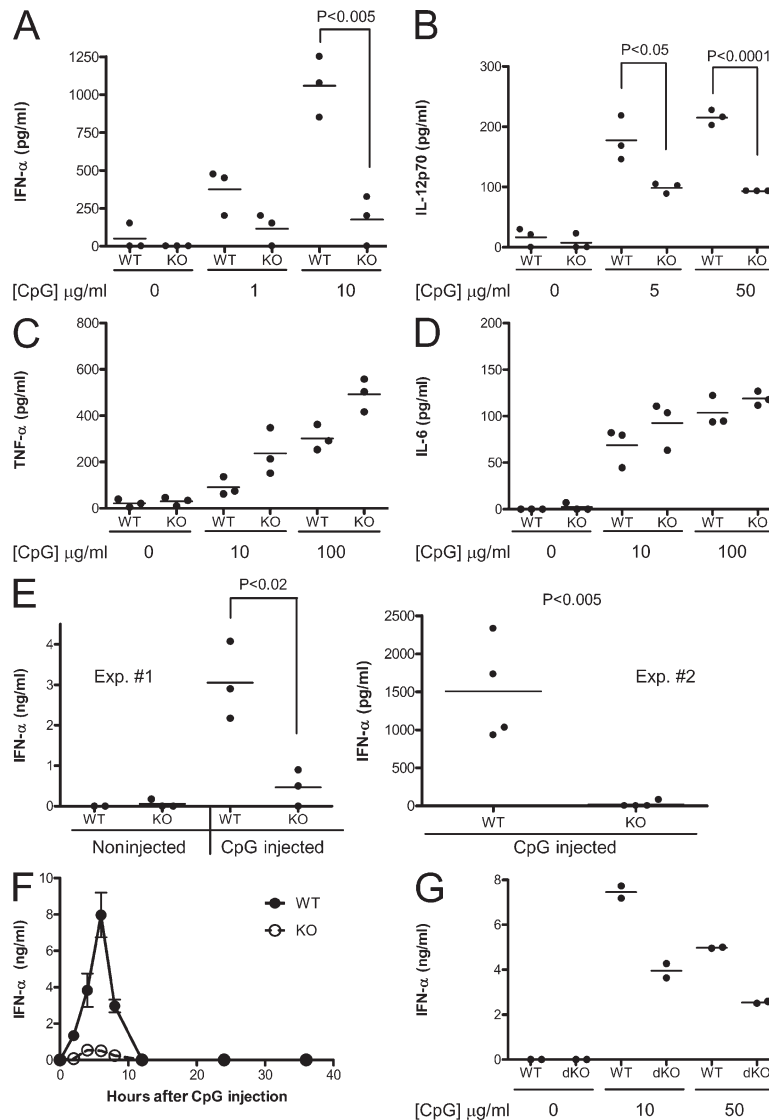 A
P<0.005
IFN-α (pg/ml)
1250
1000
750
500
250
0
WT KO WT KO WT KO
[CpG] μg/ml 0 1 10
B
P<0.05
P<0.0001
IL-12p70 (pg/ml)
300
200
100
0
WT KO WT KO WT KO
[CpG] μg/ml 0 5 50
C
TNF-α (pg/ml)
800
600
400
200
0
WT KO WT KO WT KO
[CpG] μg/ml 0 10 100
D
IL-6 (pg/ml)
200
150
100
50
0
WT KO WT KO WT KO
[CpG] μg/ml 0 10 100
E
P<0.02
IFN-α (ng/ml)
4
3
2
1
0
Exp. #1
WT KO WT KO
Noninjected CpG injected
P<0.005
IFN-α (pg/ml)
2500
2000
1500
1000
500
0
Exp. #2
WT KO
CpG injected
F
IFN-α (ng/ml)
10
8
6
4
2
0
WT
KO
0 10 20 30 40
Hours after CpG injection
G
IFN-α (ng/ml)
8
6
4
2
0
WT dKO WT dKO WT dKO
[CpG] μg/ml 0 10 50